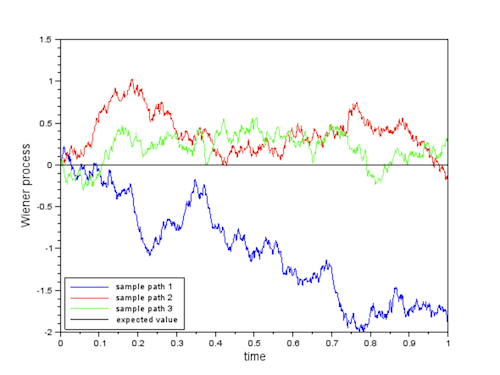 1.5
1
0.5
0
-0.5
-1
-1.5
-2
Wiener process
sample path 1
sample path 2
sample path 3
expected value
0 0.1 0.2 0.3 0.4 0.5 0.6 0.7 0.8 0.9 1
time